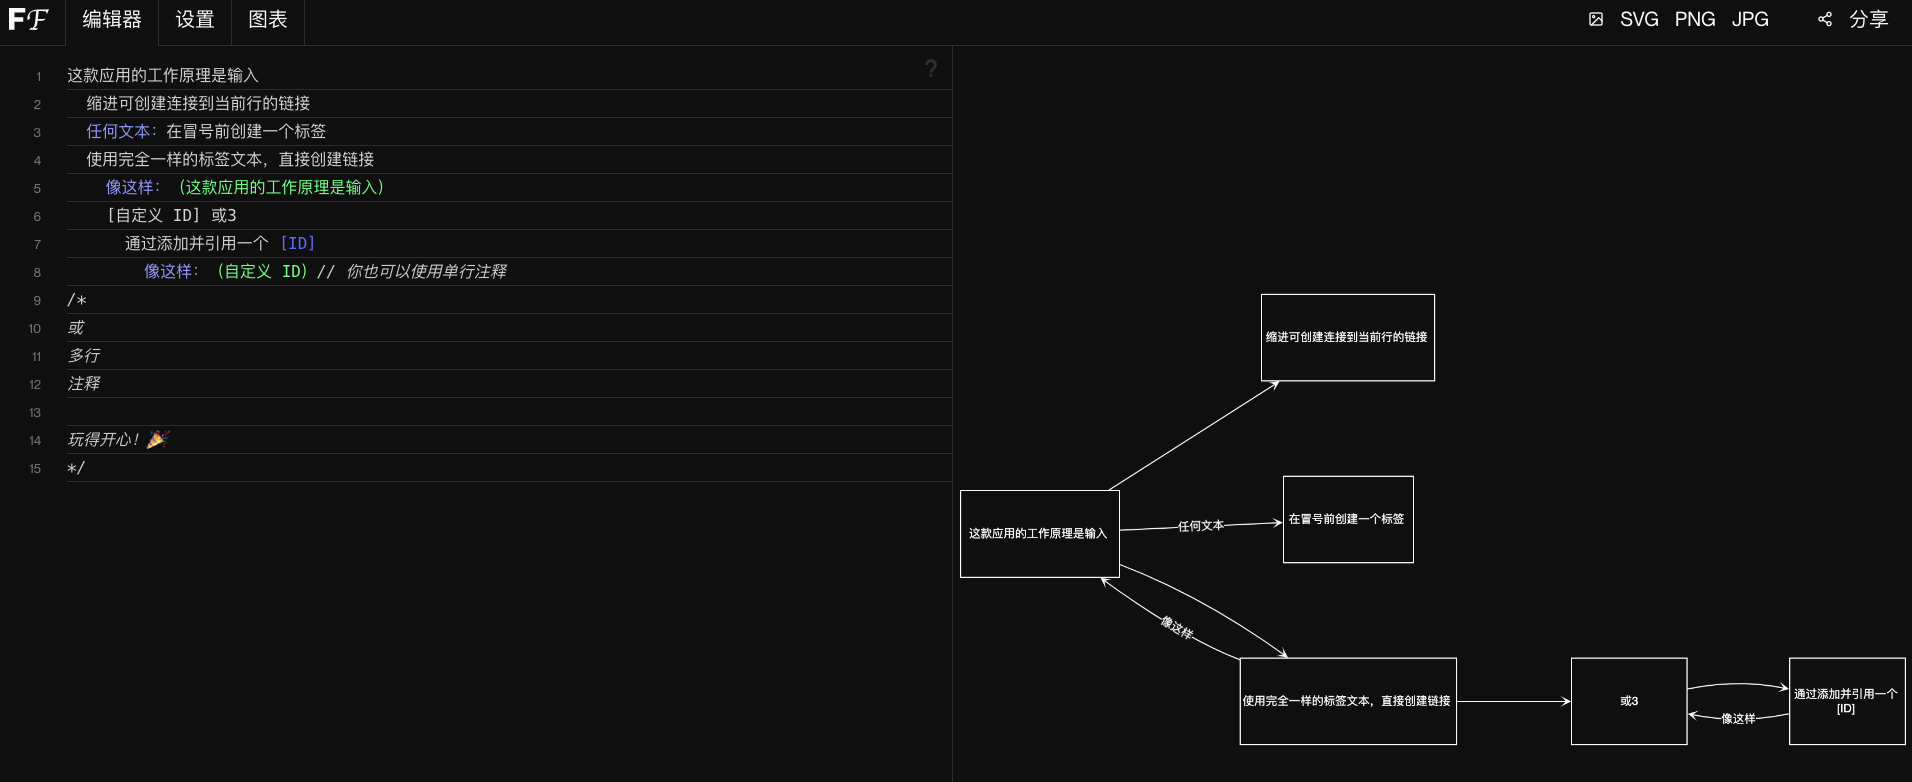 FF 编辑器 设置 图表 SVG PNG JPG 分享
?
1 这款应用的工作原理是输入
2 缩进可创建连接到当前行的链接
3 任何文本：在冒号前创建一个标签
4 使用完全一样的标签文本，直接创建链接
5 像这样：（这款应用的工作原理是输入）
6 [自定义 ID] 或3
7 通过添加并引用一个 [ID]
8 像这样：（自定义 ID）// 你也可以使用单行注释
9 /*
10 或
11 多行
12 注释
13
14 玩得开心！🎉
15 */
缩进可创建连接到当前行的链接
任何文本
在冒号前创建一个标签
这款应用的工作原理是输入
像这样
使用完全一样的标签文本，直接创建链接
或3
像这样
通过添加并引用一个
[ID]